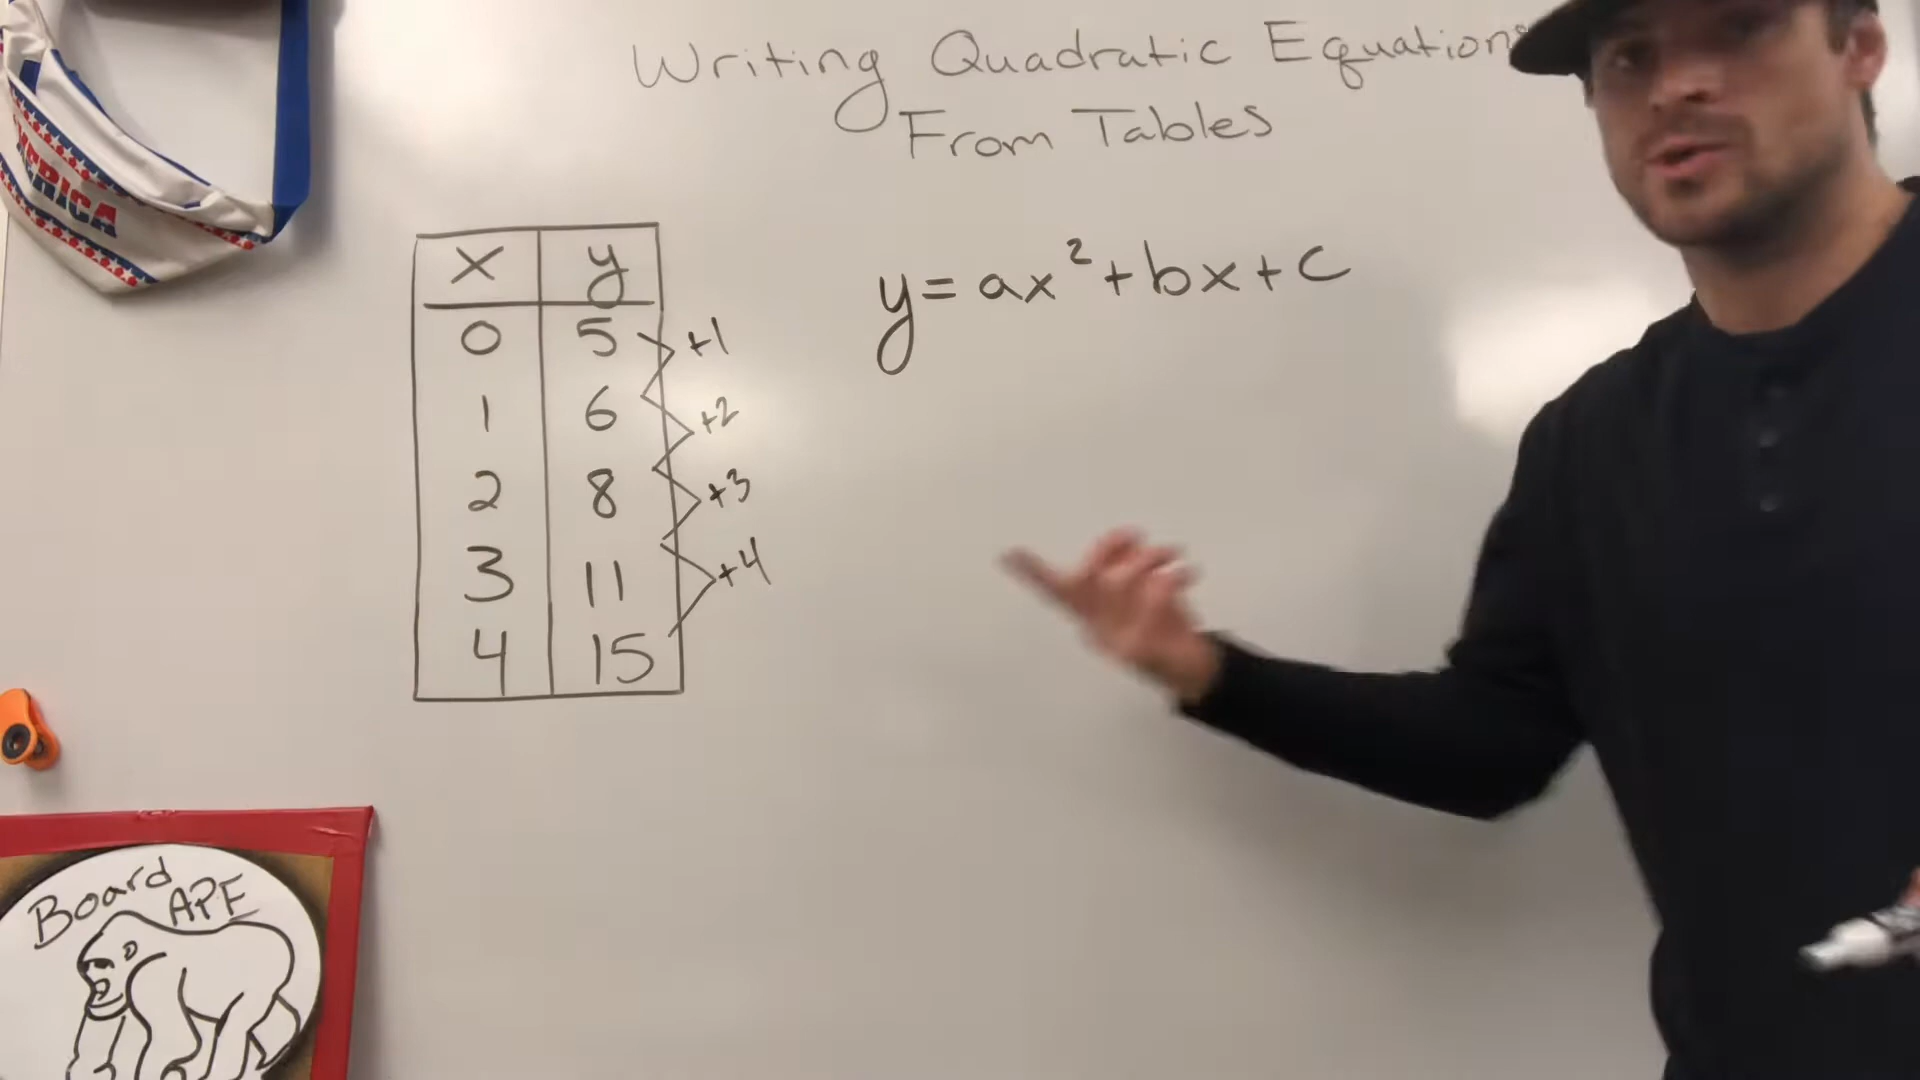 Writing Quadratic Equations
From Tables
x y
0 5
1 6
2 8
3 11
4 15
+1
+2
+3
+4
y=ax²+bx+c
ERICA
Board
APE